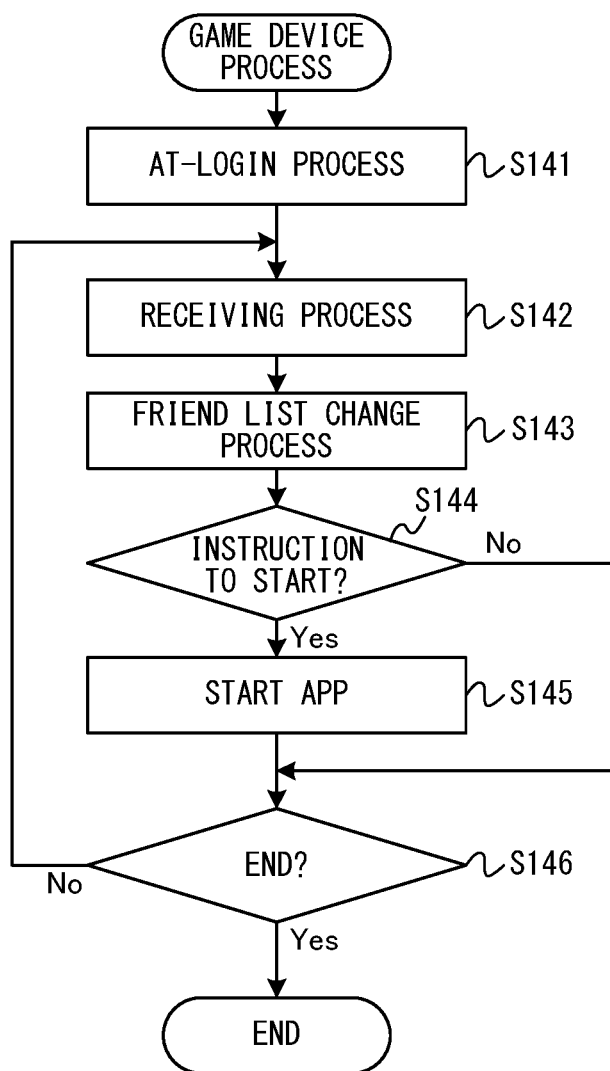 GAME DEVICE
PROCESS
AT-LOGIN PROCESS
S141
RECEIVING PROCESS
S142
FRIEND LIST CHANGE
PROCESS
S143
S144
INSTRUCTION
TO START?
No
Yes
START APP
S145
END?
S146
No
Yes
END